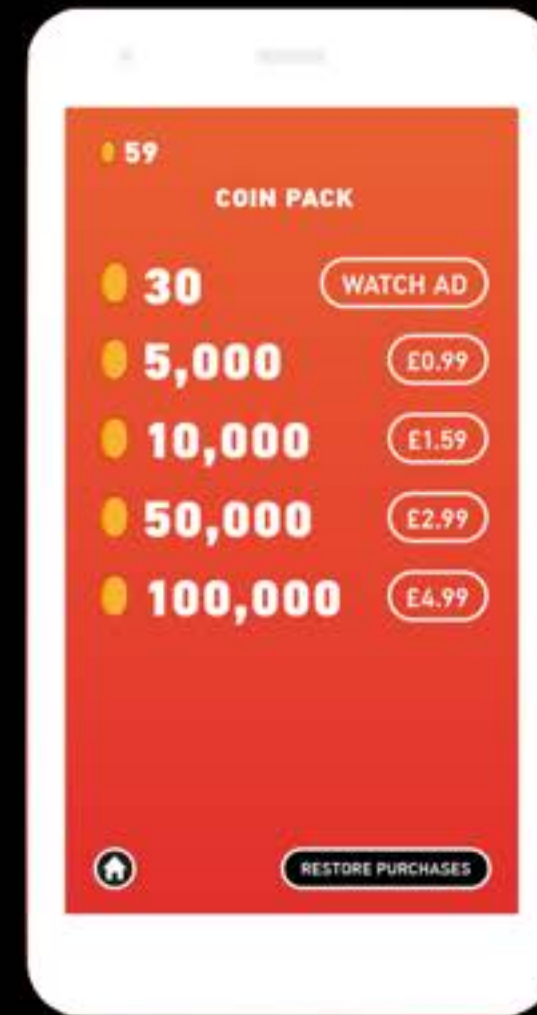 59
COIN PACK
30 WATCH AD
5,000 £0.99
10,000 £1.59
50,000 £2.99
100,000 £4.99
RESTORE PURCHASES